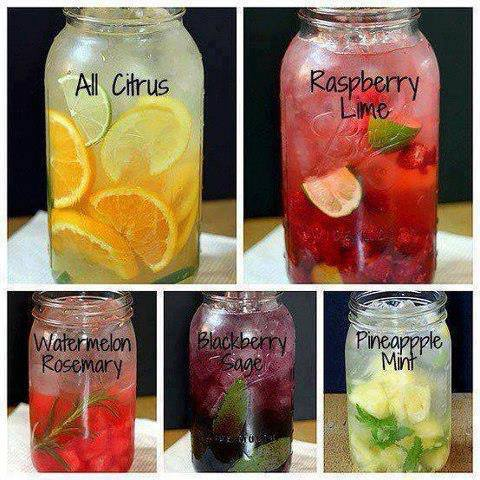 All Citrus
Raspberry
Lime
Watermelon
Rosemary
Blackberry
Sage
Pineappple
Mint